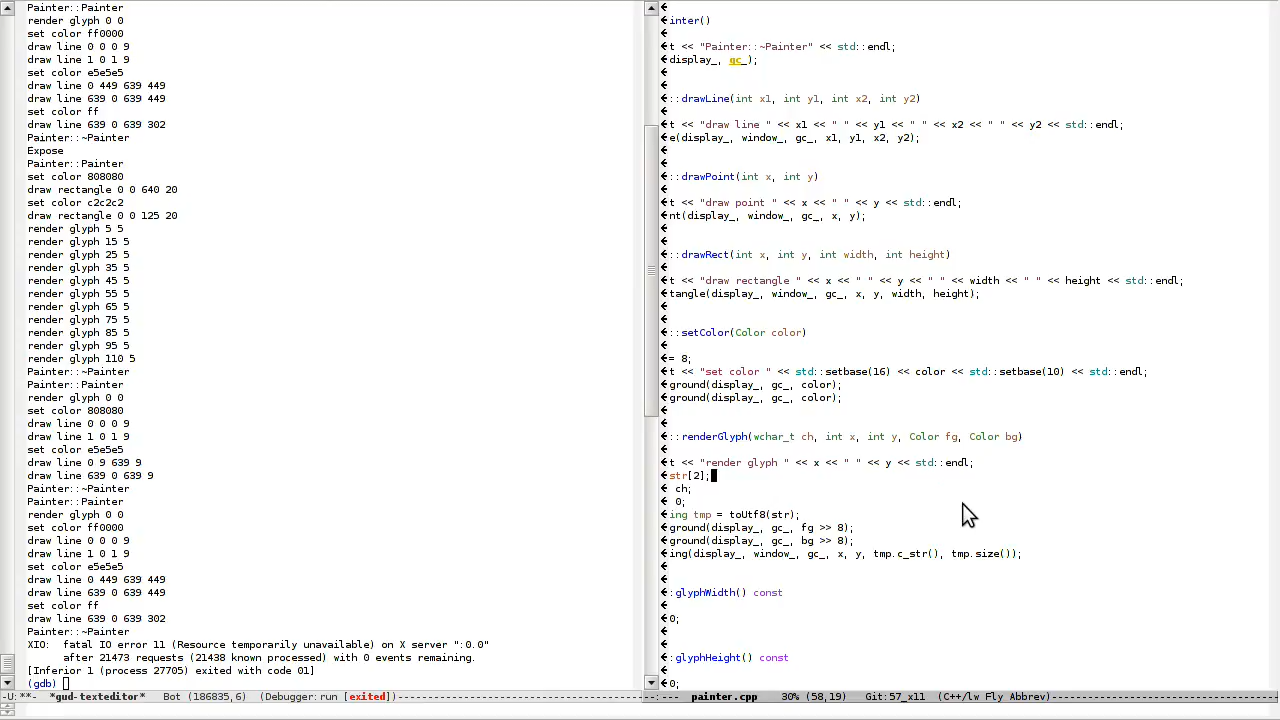 Painter::Painter
render glyph 0 0
set color ff0000
draw line 0 0 0 9
draw line 1 0 1 9
set color e5e5e5
draw line 0 449 639 449
draw line 639 0 639 449
set color ff
draw line 639 0 639 302
Painter::~Painter
Expose
Painter::Painter
set color 808080
draw rectangle 0 0 640 20
set color c2c2c2
draw rectangle 0 0 125 20
render glyph 5 5
render glyph 15 5
render glyph 25 5
render glyph 35 5
render glyph 45 5
render glyph 55 5
render glyph 65 5
render glyph 75 5
render glyph 85 5
render glyph 95 5
render glyph 110 5
Painter::~Painter
Painter::Painter
render glyph 0 0
set color 808080
draw line 0 0 0 9
draw line 1 0 1 9
set color e5e5e5
draw line 0 9 639 9
draw line 639 0 639 9
Painter::~Painter
Painter::Painter
render glyph 0 0
set color ff0000
draw line 0 0 0 9
draw line 1 0 1 9
set color e5e5e5
draw line 0 449 639 449
draw line 639 0 639 449
set color ff
draw line 639 0 639 302
Painter::~Painter
XIO:  fatal IO error 11 (Resource temporarily unavailable) on X server ":0.0"
      after 21473 requests (21438 known processed) with 0 events remaining.
[Inferior 1 (process 27705) exited with code 01]
(gdb)
-U:**-  *gud-texteditor*   Bot (186835,6)   (Debugger:run [exited])
inter()
t << "Painter::~Painter" << std::endl;
display_, gc_);
::drawLine(int x1, int y1, int x2, int y2)
t << "draw line " << x1 << " " << y1 << " " << x2 << " " << y2 << std::endl;
e(display_, window_, gc_, x1, y1, x2, y2);
::drawPoint(int x, int y)
t << "draw point " << x << " " << y << std::endl;
nt(display_, window_, gc_, x, y);
::drawRect(int x, int y, int width, int height)
t << "draw rectangle " << x << " " << y << " " << width << " " << height << std::endl;
tangle(display_, window_, gc_, x, y, width, height);
::setColor(Color color)
= 8;
t << "set color " << std::setbase(16) << color << std::setbase(10) << std::endl;
ground(display_, gc_, color);
ground(display_, gc_, color);
::renderGlyph(wchar_t ch, int x, int y, Color fg, Color bg)
t << "render glyph " << x << " " << y << std::endl;
str[2];
ch;
0;
ing tmp = toUtf8(str);
ground(display_, gc_, fg >> 8);
ground(display_, gc_, bg >> 8);
ing(display_, window_, gc_, x, y, tmp.c_str(), tmp.size());
:glyphWidth() const
0;
:glyphHeight() const
0;
painter.cpp    30% (58,19)   Git:57_x11  (C++/lw Fly Abbrev)